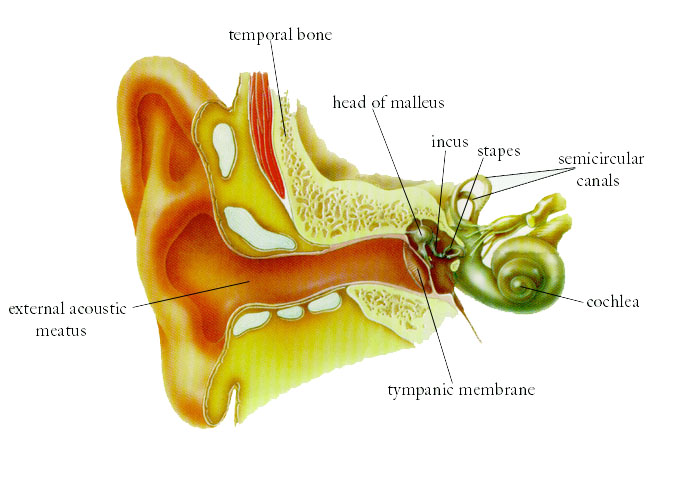 temporal bone
head of malleus
incus
stapes
semicircular
canals
external acoustic
meatus
cochlea
tympanic membrane